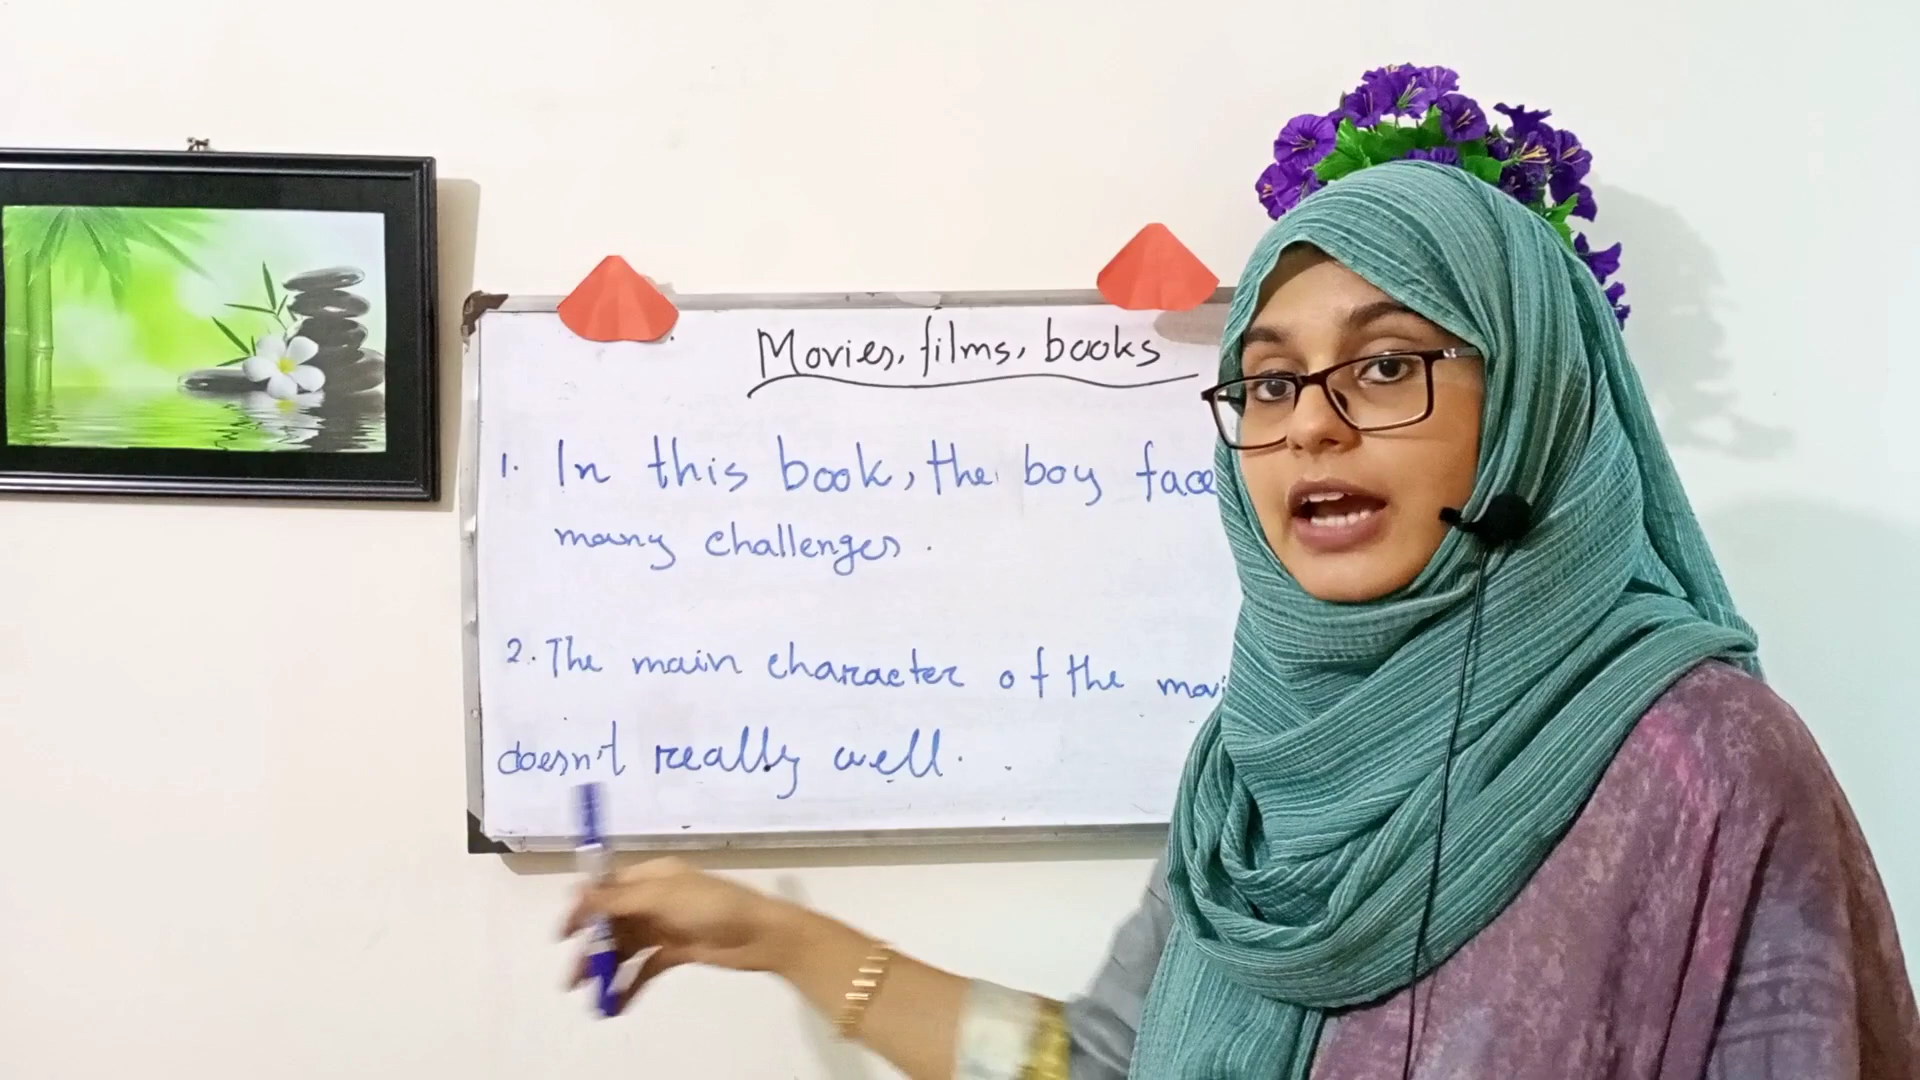 Movies, films, books
1. In this book, the boy face
many challenges.
2. The main character of the
doesn't really well.